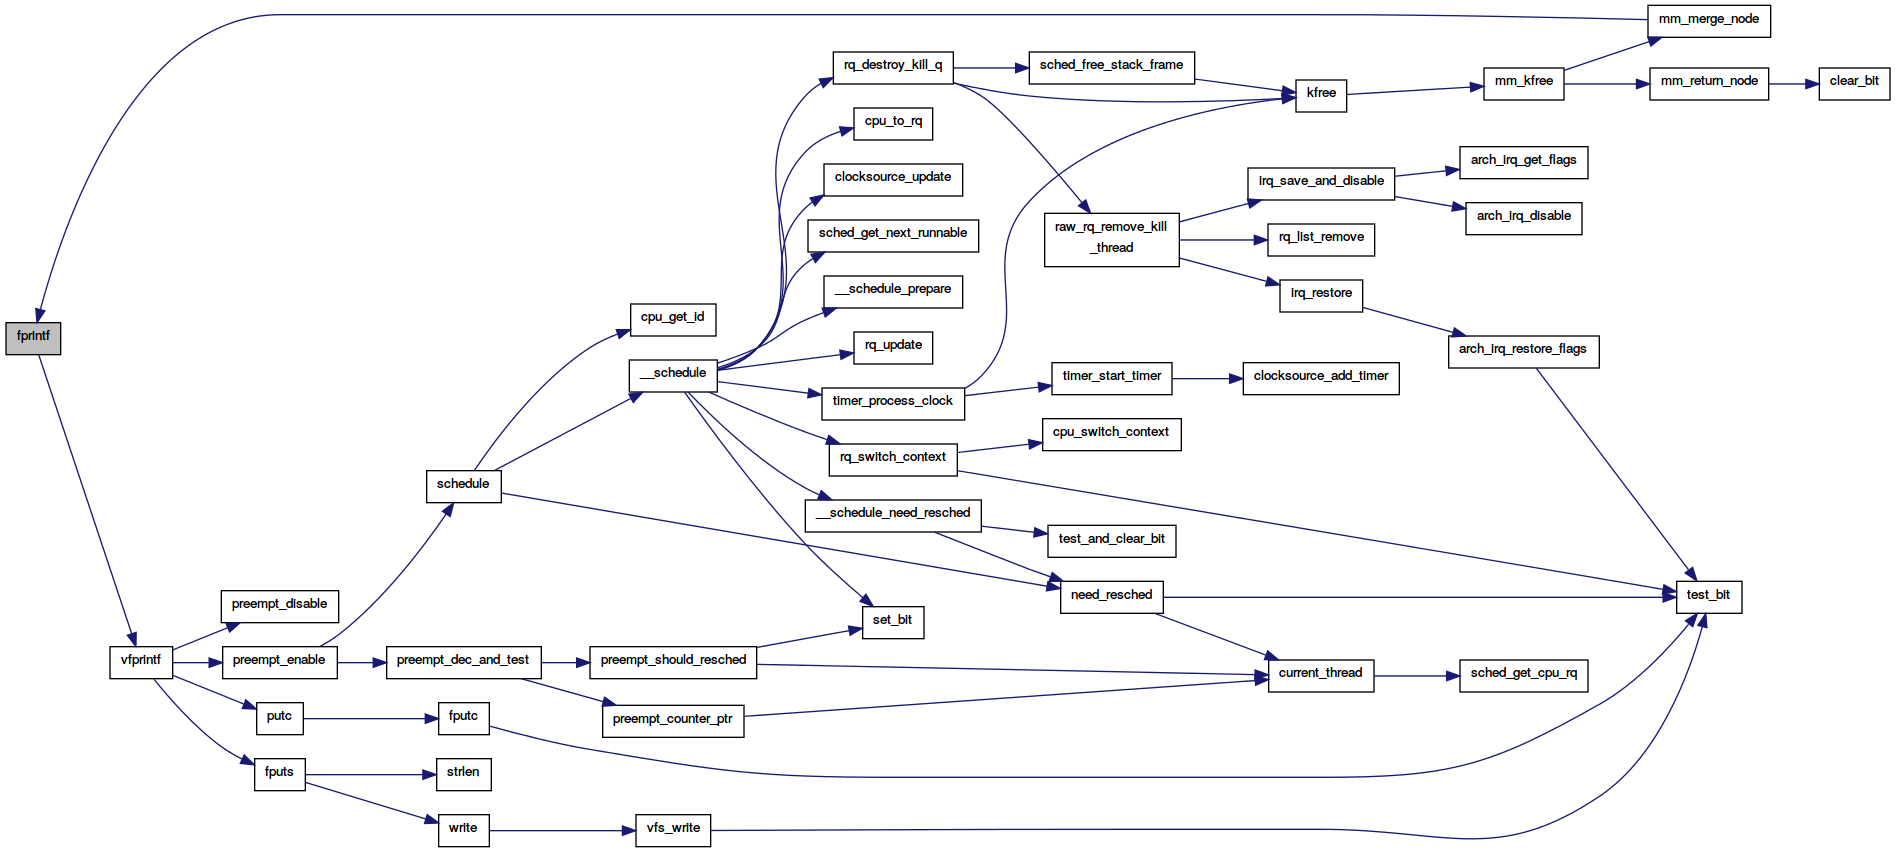 mm_merge_node
rq_destroy_kill_q
sched_free_stack_frame
kfree
mm_kfree
mm_return_node
clear_bit
cpu_to_rq
clocksource_update
irq_save_and_disable
arch_irq_get_flags
arch_irq_disable
sched_get_next_runnable
raw_rq_remove_kill
_thread
rq_list_remove
__schedule_prepare
irq_restore
cpu_get_id
fprintf
rq_update
arch_irq_restore_flags
__schedule
timer_process_clock
timer_start_timer
clocksource_add_timer
cpu_switch_context
rq_switch_context
schedule
__schedule_need_resched
test_and_clear_bit
need_resched
test_bit
preempt_disable
set_bit
vfprintf
preempt_enable
preempt_dec_and_test
preempt_should_resched
current_thread
sched_get_cpu_rq
putc
fputc
preempt_counter_ptr
fputs
strlen
write
vfs_write